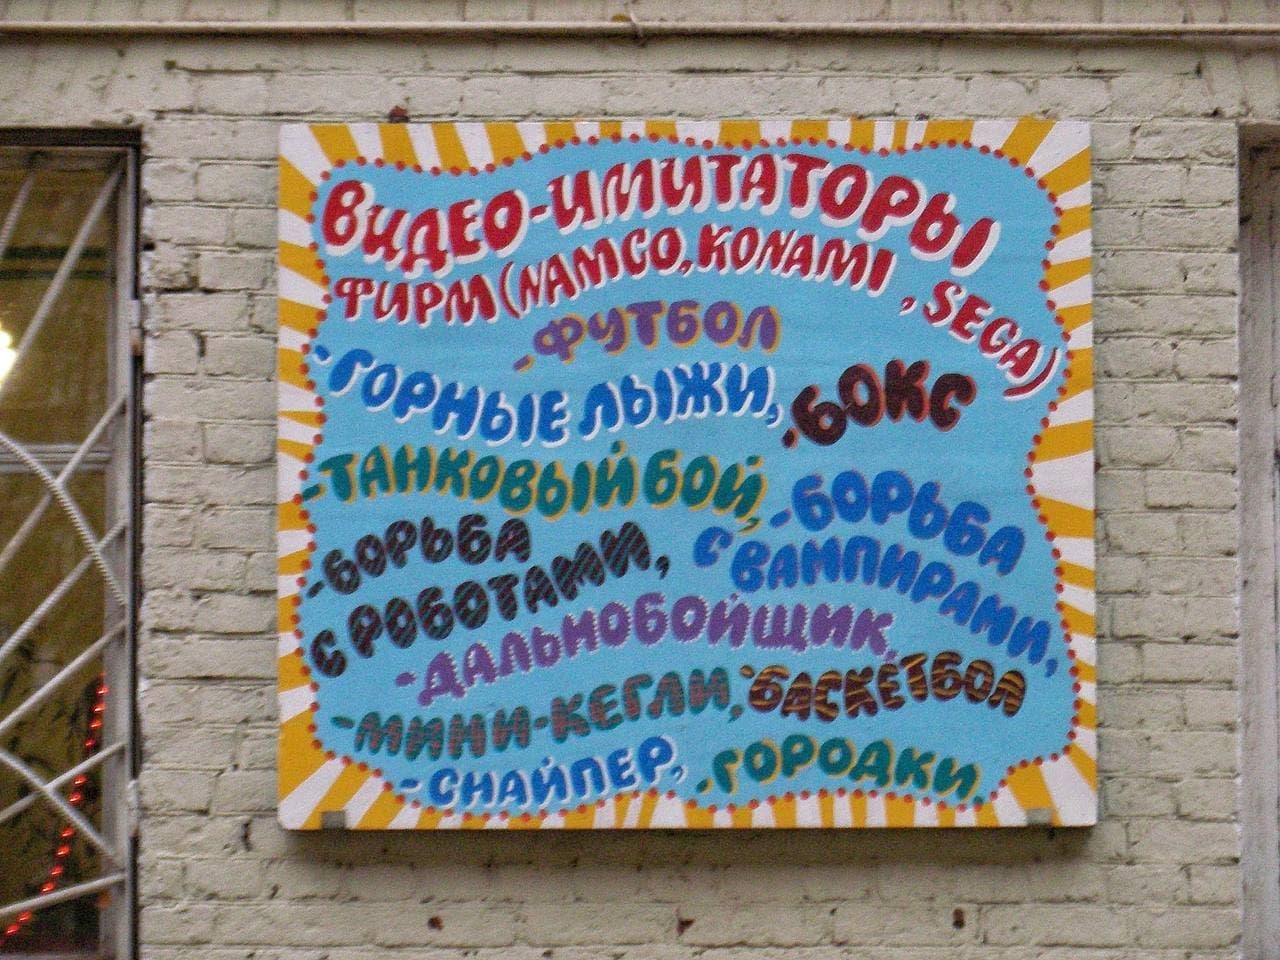 ВИДЕО-ИМИТАТОРЫ
ФИРМ (NAMCO, KONAMI, SEGA)
-ФУТБОЛ
-ГОРНЫЕ ЛЫЖИ, -БОКС
-ТАНКОВЫЙ БОЙ, -БОРЬБА
С ВАМПИРАМИ,
-БОРЬБА
С РОБОТАМИ,
-ДАЛЬНОБОЙЩИК,
-МИНИ-КЕГЛИ, -БАСКЕТБОЛ
-СНАЙПЕР, -ГОРОДКИ.